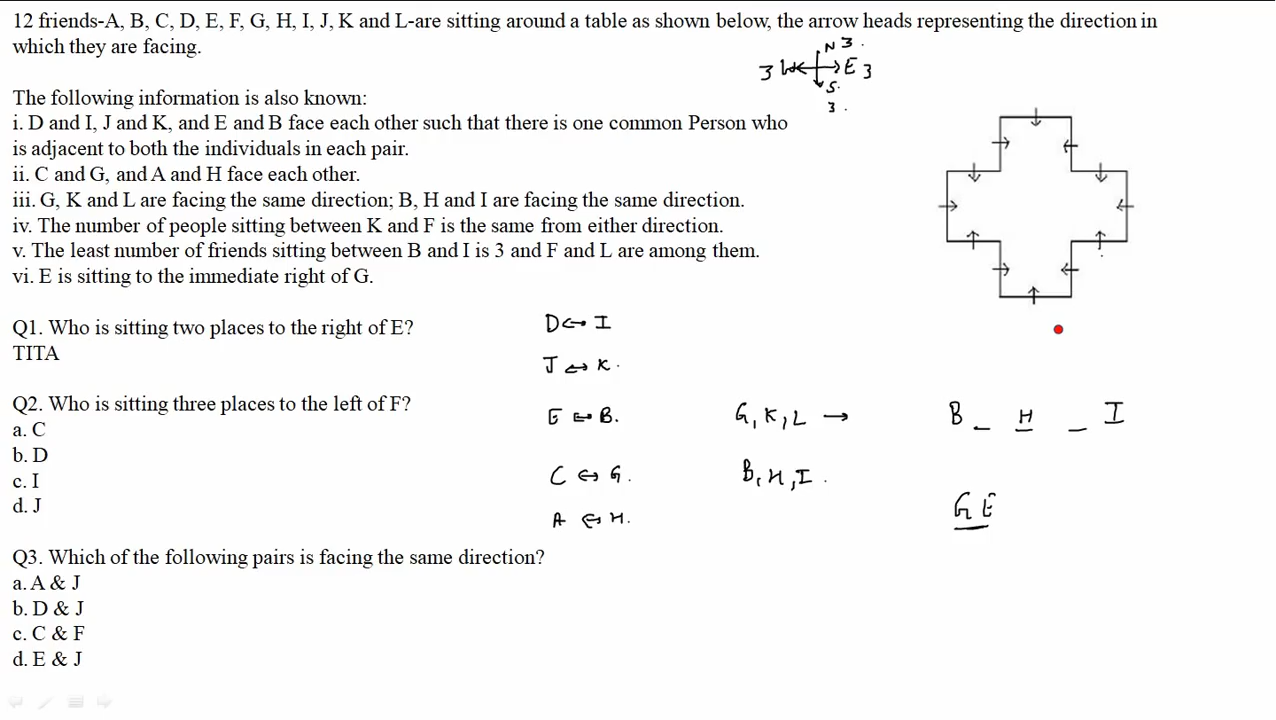 12 friends-A, B, C, D, E, F, G, H, I, J, K and L-are sitting around a table as shown below, the arrow heads representing the direction in
which they are facing.
N 3.
3 W E 3
S.
3.
The following information is also known:
i. D and I, J and K, and E and B face each other such that there is one common Person who
is adjacent to both the individuals in each pair.
ii. C and G, and A and H face each other.
iii. G, K and L are facing the same direction; B, H and I are facing the same direction.
iv. The number of people sitting between K and F is the same from either direction.
v. The least number of friends sitting between B and I is 3 and F and L are among them.
vi. E is sitting to the immediate right of G.
Q1. Who is sitting two places to the right of E?
TITA
D ↔ I
J ↔ K.
Q2. Who is sitting three places to the left of F?
a. C
b. D
c. I
d. J
E ↔ B.
G, K, L →
B _ H _ I
C ↔ G.
B, H, I.
A ↔ H.
G E
Q3. Which of the following pairs is facing the same direction?
a. A & J
b. D & J
c. C & F
d. E & J